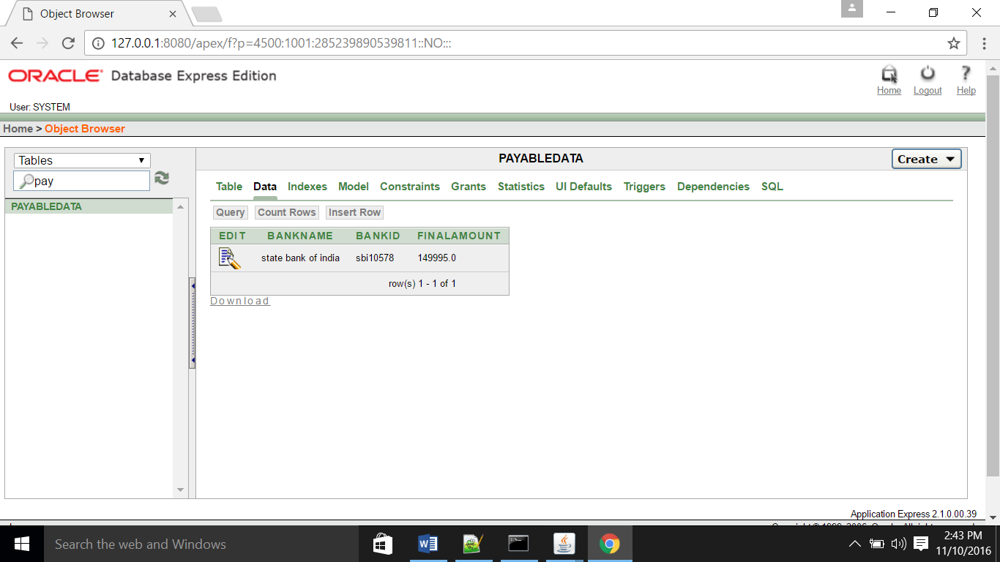 Object Browser
127.0.0.1:8080/apex/f?p=4500:1001:285239890539811::NO:::
ORACLE Database Express Edition
Home Logout Help
User: SYSTEM
Home > Object Browser
Tables
pay
PAYABLEDATA
PAYABLEDATA
Create
Table Data Indexes Model Constraints Grants Statistics UI Defaults Triggers Dependencies SQL
Query Count Rows Insert Row
EDIT BANKNAME BANKID FINALAMOUNT
state bank of india sbi10578 149995.0
row(s) 1 - 1 of 1
Download
Application Express 2.1.0.00.39
Search the web and Windows
2:43 PM
11/10/2016